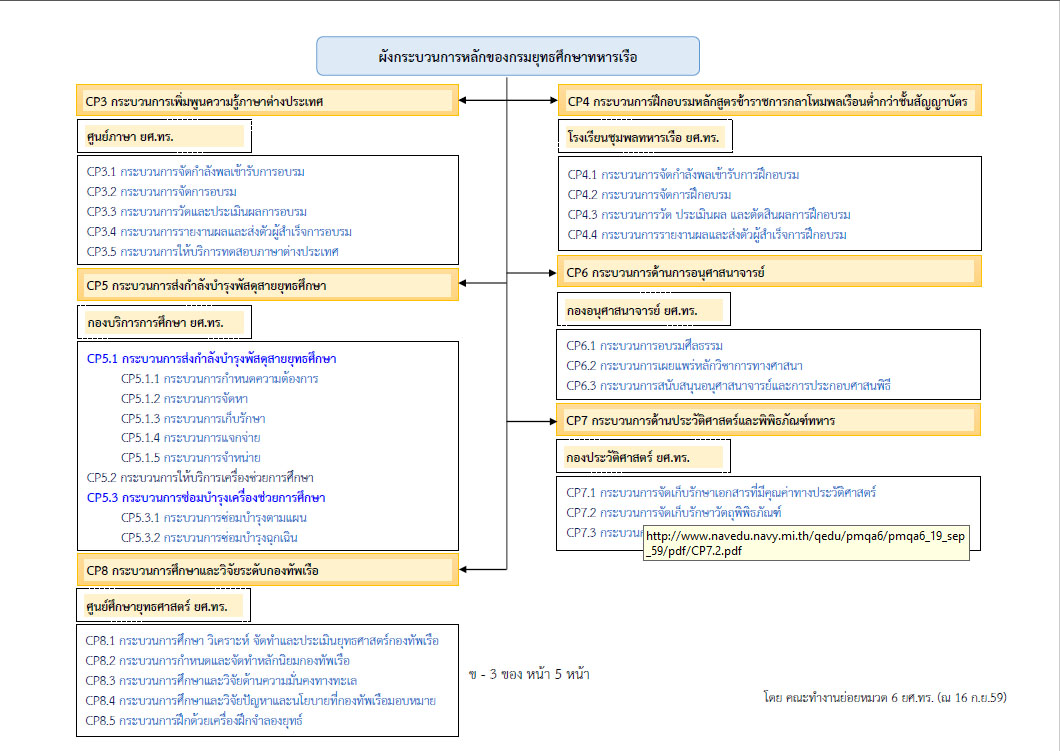 ผังกระบวนการหลักของกรมยุทธศึกษาทหารเรือ
CP3 กระบวนการเพิ่มพูนความรู้ภาษาต่างประเทศ
ศูนย์ภาษา ยศ.ทร.
CP3.1 กระบวนการจัดกำลังพลเข้ารับการอบรม
CP3.2 กระบวนการจัดการอบรม
CP3.3 กระบวนการวัดและประเมินผลการอบรม
CP3.4 กระบวนการรายงานผลและส่งตัวผู้สำเร็จการอบรม
CP3.5 กระบวนการให้บริการทดสอบภาษาต่างประเทศ
CP4 กระบวนการฝึกอบรมหลักสูตรข้าราชการกลาโหมพลเรือนต่ำกว่าชั้นสัญญาบัตร
โรงเรียนชุมพลทหารเรือ ยศ.ทร.
CP4.1 กระบวนการจัดกำลังพลเข้ารับการฝึกอบรม
CP4.2 กระบวนการจัดการฝึกอบรม
CP4.3 กระบวนการวัด ประเมินผล และตัดสินผลการฝึกอบรม
CP4.4 กระบวนการรายงานผลและส่งตัวผู้สำเร็จการฝึกอบรม
CP5 กระบวนการส่งกำลังบำรุงพัสดุสายยุทธศึกษา
กองบริการการศึกษา ยศ.ทร.
CP5.1 กระบวนการส่งกำลังบำรุงพัสดุสายยุทธศึกษา
CP5.1.1 กระบวนการกำหนดความต้องการ
CP5.1.2 กระบวนการจัดหา
CP5.1.3 กระบวนการเก็บรักษา
CP5.1.4 กระบวนการแจกจ่าย
CP5.1.5 กระบวนการจำหน่าย
CP5.2 กระบวนการให้บริการเครื่องช่วยการศึกษา
CP5.3 กระบวนการซ่อมบำรุงเครื่องช่วยการศึกษา
CP5.3.1 กระบวนการซ่อมบำรุงตามแผน
CP5.3.2 กระบวนการซ่อมบำรุงฉุกเฉิน
CP6 กระบวนการด้านการอนุศาสนาจารย์
กองอนุศาสนาจารย์ ยศ.ทร.
CP6.1 กระบวนการอบรมศีลธรรม
CP6.2 กระบวนการเผยแพร่หลักวิชาการทางศาสนา
CP6.3 กระบวนการสนับสนุนอนุศาสนาจารย์และการประกอบศาสนพิธี
CP7 กระบวนการด้านประวัติศาสตร์และพิพิธภัณฑ์ทหาร
กองประวัติศาสตร์ ยศ.ทร.
CP7.1 กระบวนการจัดเก็บรักษาเอกสารที่มีคุณค่าทางประวัติศาสตร์
CP7.2 กระบวนการจัดเก็บรักษาวัตถุพิพิธภัณฑ์
CP7.3 กระบวน
http://www.navedu.navy.mi.th/qedu/pmqa6/pmqa6_19_sep
_59/pdf/CP7.2.pdf
CP8 กระบวนการศึกษาและวิจัยระดับกองทัพเรือ
ศูนย์ศึกษายุทธศาสตร์ ยศ.ทร.
CP8.1 กระบวนการศึกษา วิเคราะห์ จัดทำและประเมินยุทธศาสตร์กองทัพเรือ
CP8.2 กระบวนการกำหนดและจัดทำหลักนิยมกองทัพเรือ
CP8.3 กระบวนการศึกษาและวิจัยด้านความมั่นคงทางทะเล
CP8.4 กระบวนการศึกษาและวิจัยปัญหาและนโยบายที่กองทัพเรือมอบหมาย
CP8.5 กระบวนการฝึกด้วยเครื่องฝึกจำลองยุทธ์
ข - 3 ของ หน้า 5 หน้า
โดย คณะทำงานย่อยหมวด 6 ยศ.ทร. (ณ 16 ก.ย.59)